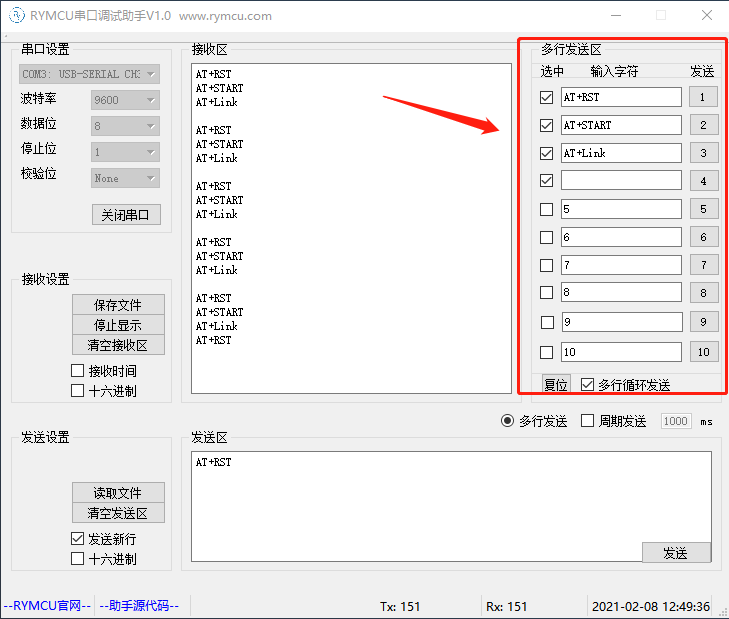 RYMCU串口调试助手V1.0 www.rymcu.com
串口设置
COM3: USB-SERIAL CH3
波特率 9600
数据位 8
停止位 1
校验位 None
关闭串口
接收设置
保存文件
停止显示
清空接收区
接收时间
十六进制
接收区
AT+RST
AT+START
AT+Link
AT+RST
AT+START
AT+Link
AT+RST
AT+START
AT+Link
AT+RST
AT+START
AT+Link
AT+RST
AT+START
AT+Link
AT+RST
多行发送区
选中 输入字符 发送
AT+RST 1
AT+START 2
AT+Link 3
4
5 5
6 6
7 7
8 8
9 9
10 10
复位 多行循环发送
多行发送 周期发送 1000 ms
发送设置
读取文件
清空发送区
发送新行
十六进制
发送区
AT+RST
发送
--RYMCU官网-- --助手源代码-- Tx: 151 Rx: 151 2021-02-08 12:49:36